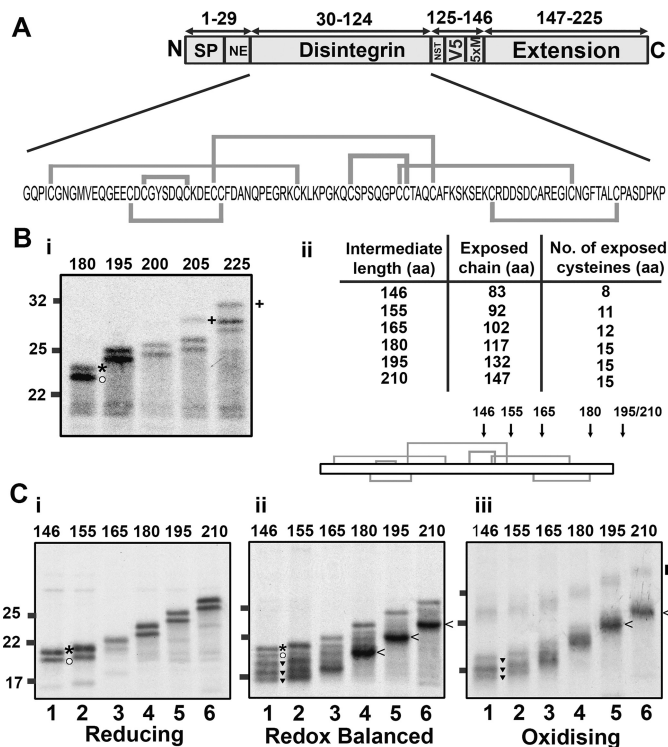 A
1-29 30-124 125-146 147-225
N SP NE Disintegrin NST V5 5xM Extension C
GQPICGNGMVEQGEECDCGYSDQCKDECCFDANQPEGRKCKLKPGKQCSPSQGPCCTAQCAFKSKSEKCRDDSDCAREGICNGFTALCPASDPKP
B
i
180 195 200 205 225
32
25
22
+
+
*
ii
Intermediate length (aa) Exposed chain (aa) No. of exposed cysteines (aa)
146 83 8
155 92 11
165 102 12
180 117 15
195 132 15
210 147 15
146 155 165 180 195/210
C
i
146 155 165 180 195 210
25
22
17
*
1 2 3 4 5 6
Reducing
ii
146 155 165 180 195 210
*
<
<
<
1 2 3 4 5 6
Redox Balanced
iii
146 155 165 180 195 210
<
<
1 2 3 4 5 6
Oxidising